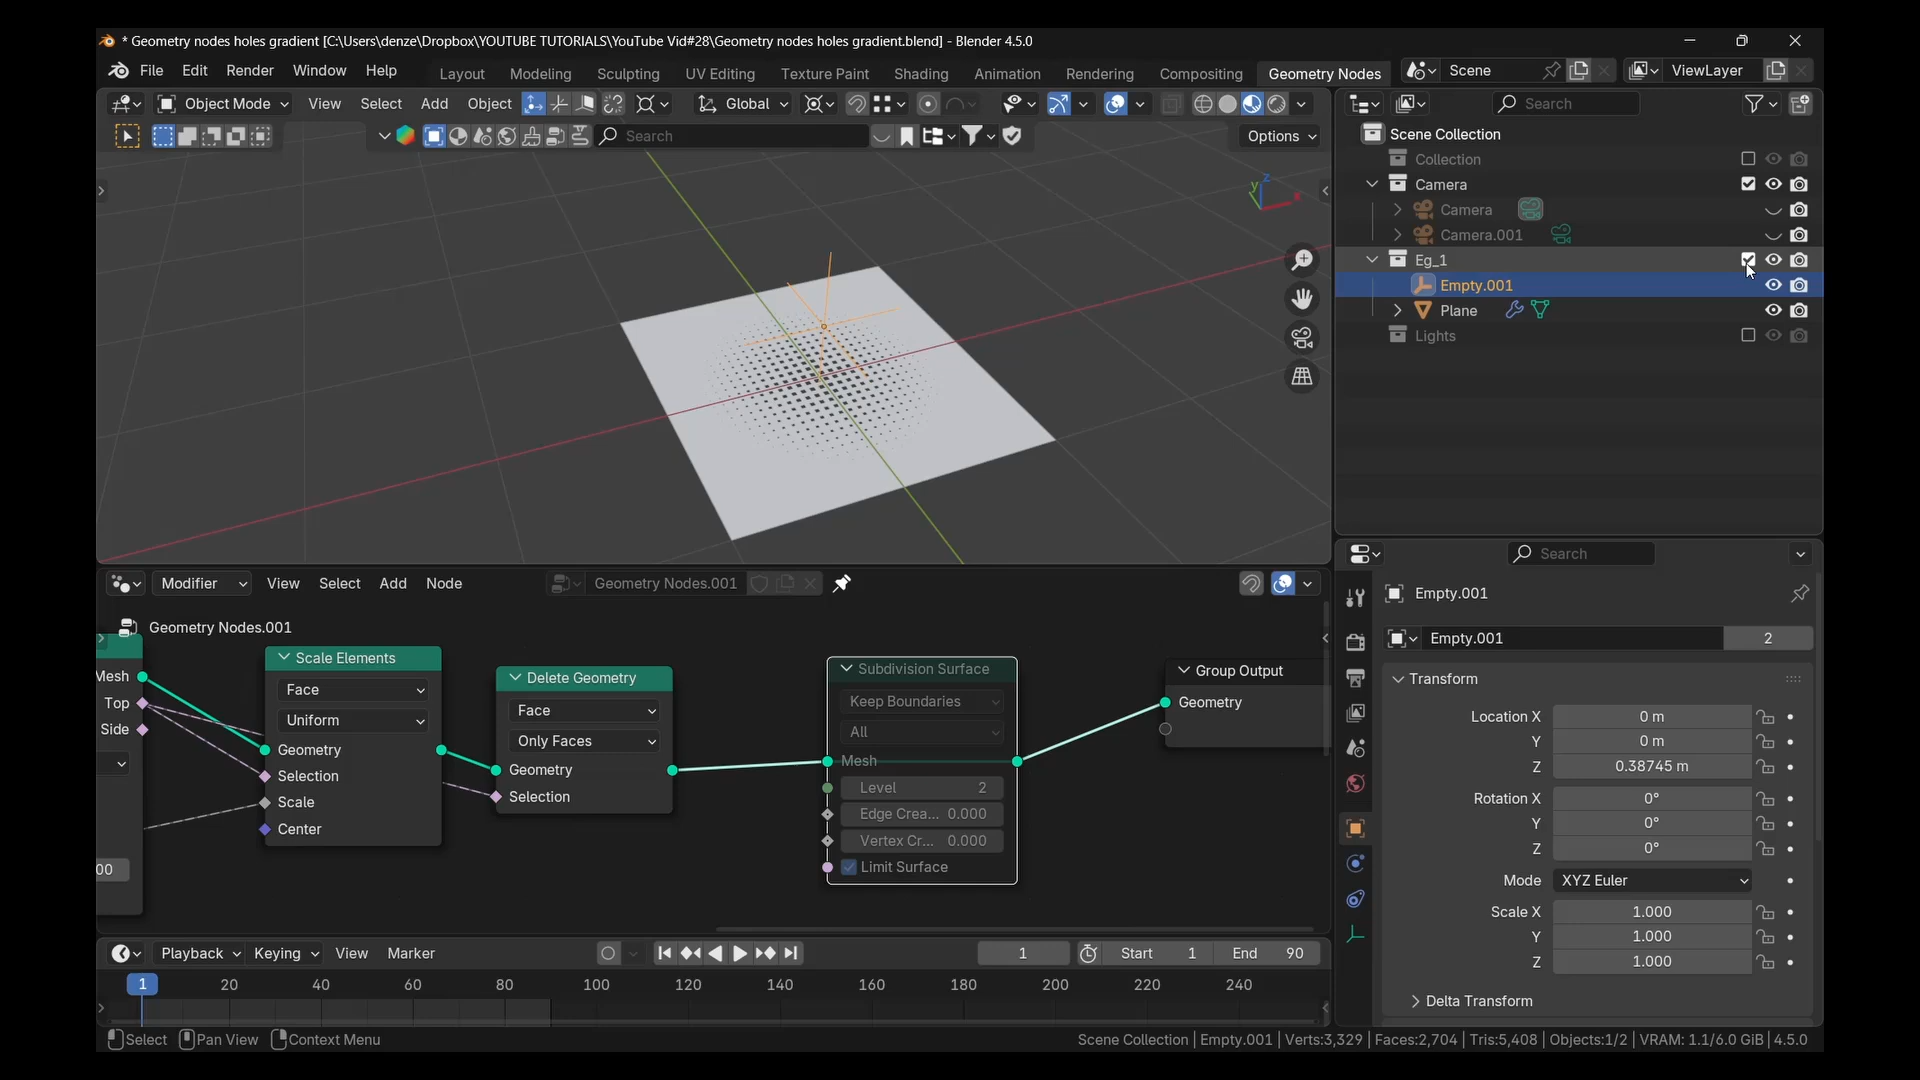 * Geometry nodes holes gradient [C:\Users\denze\Dropbox\YOUTUBE TUTORIALS\YouTube Vid#28\Geometry nodes holes gradient.blend] - Blender 4.5.0
File Edit Render Window Help Layout Modeling Sculpting UV Editing Texture Paint Shading Animation Rendering Compositing Geometry Nodes Scene ViewLayer
Object Mode View Select Add Object Global Search
Search Options
Scene Collection
Collection
Camera
Camera
Camera.001
Eg_1
Empty.001
Plane
Lights
Z
Y
X
Modifier View Select Add Node Geometry Nodes.001
Geometry Nodes.001
Mesh
Top
Side
00
Scale Elements
Face
Uniform
Geometry
Selection
Scale
Center
Delete Geometry
Face
Only Faces
Geometry
Selection
Subdivision Surface
Keep Boundaries
All
Mesh
Level 2
Edge Crea... 0.000
Vertex Cr... 0.000
Limit Surface
Group Output
Geometry
Search
Empty.001
Empty.001 2
Transform
Location X 0 m
Y 0 m
Z 0.38745 m
Rotation X 0°
Y 0°
Z 0°
Mode XYZ Euler
Scale X 1.000
Y 1.000
Z 1.000
Delta Transform
Playback Keying View Marker 1 Start 1 End 90
1 20 40 60 80 100 120 140 160 180 200 220 240
Select Pan View Context Menu Scene Collection | Empty.001 | Verts:3,329 | Faces:2,704 | Tris:5,408 | Objects:1/2 | VRAM: 1.1/6.0 GiB | 4.5.0